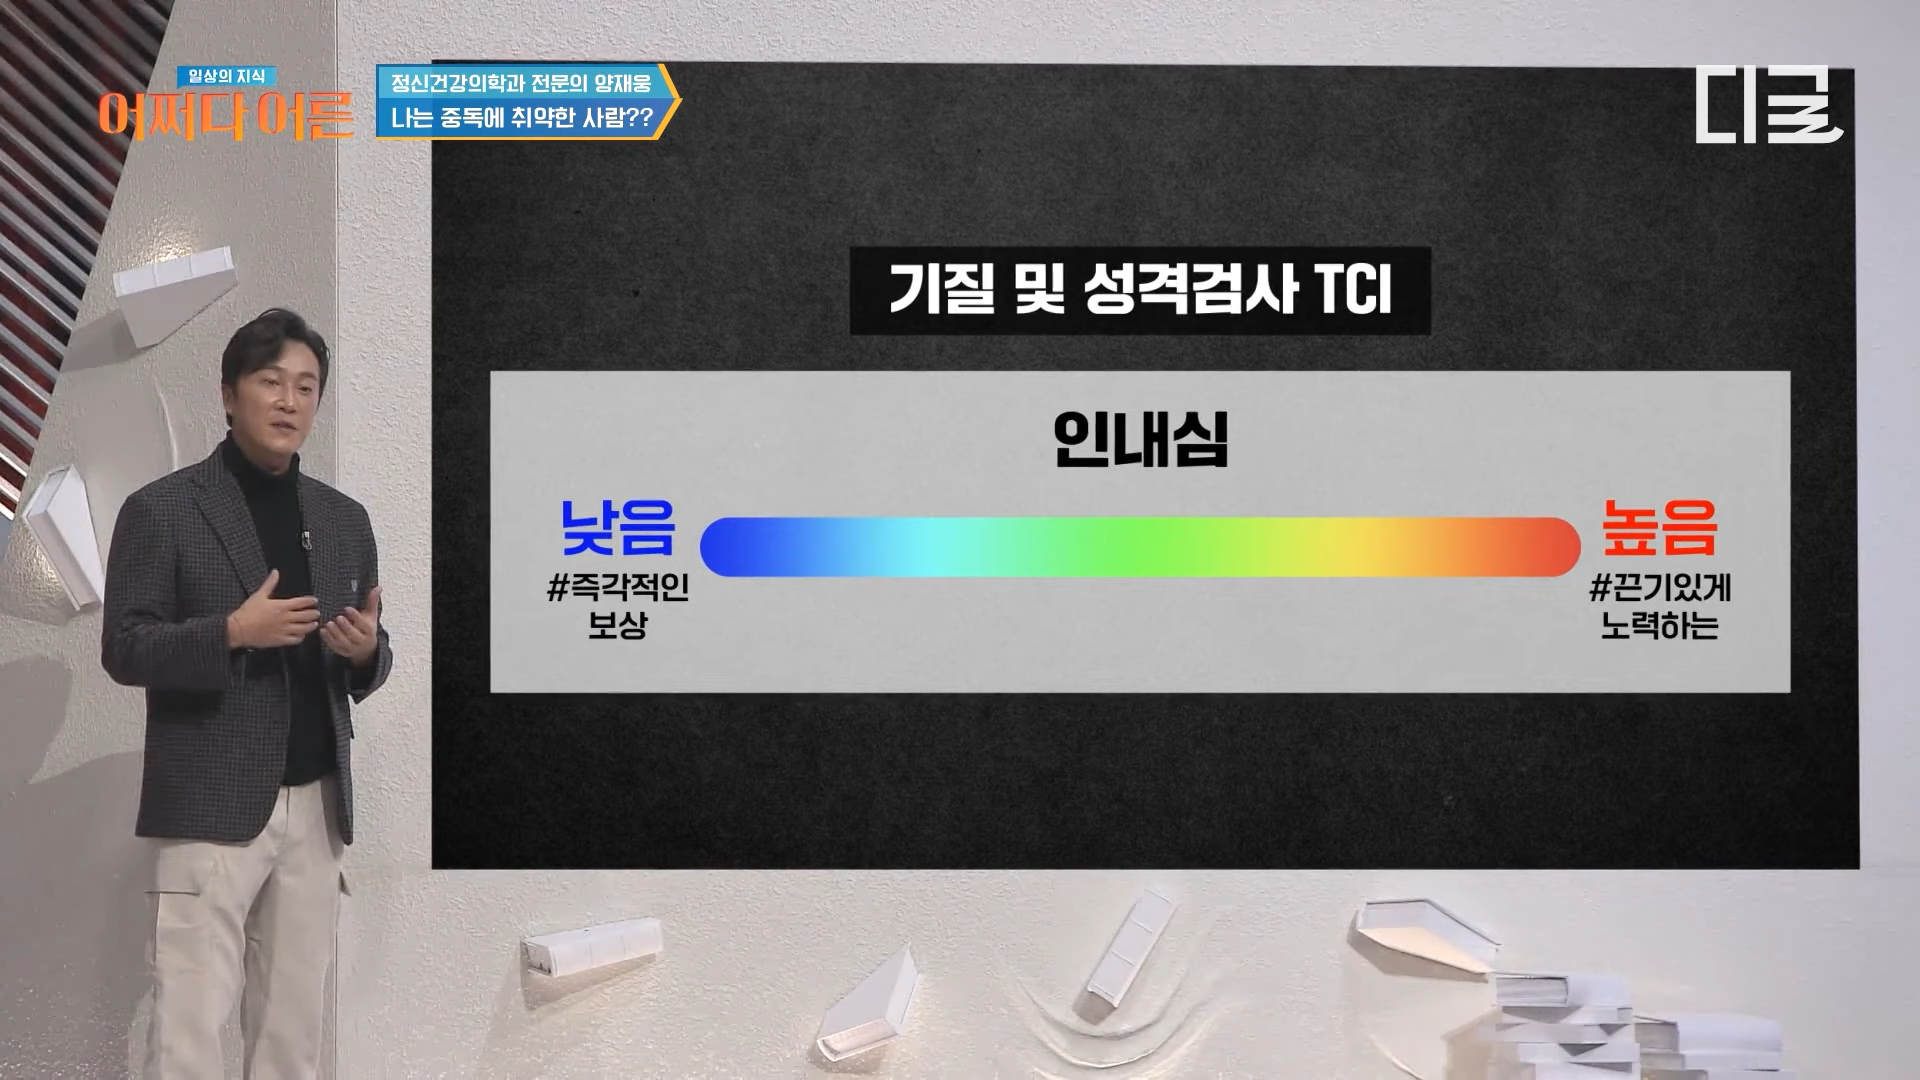 일상의 지식
어쩌다 어른
정신건강의학과 전문의 양재웅
나는 중독에 취약한 사람??
디글
기질 및 성격검사 TCI
인내심
낮음
#즉각적인
보상
높음
#끈기있게
노력하는